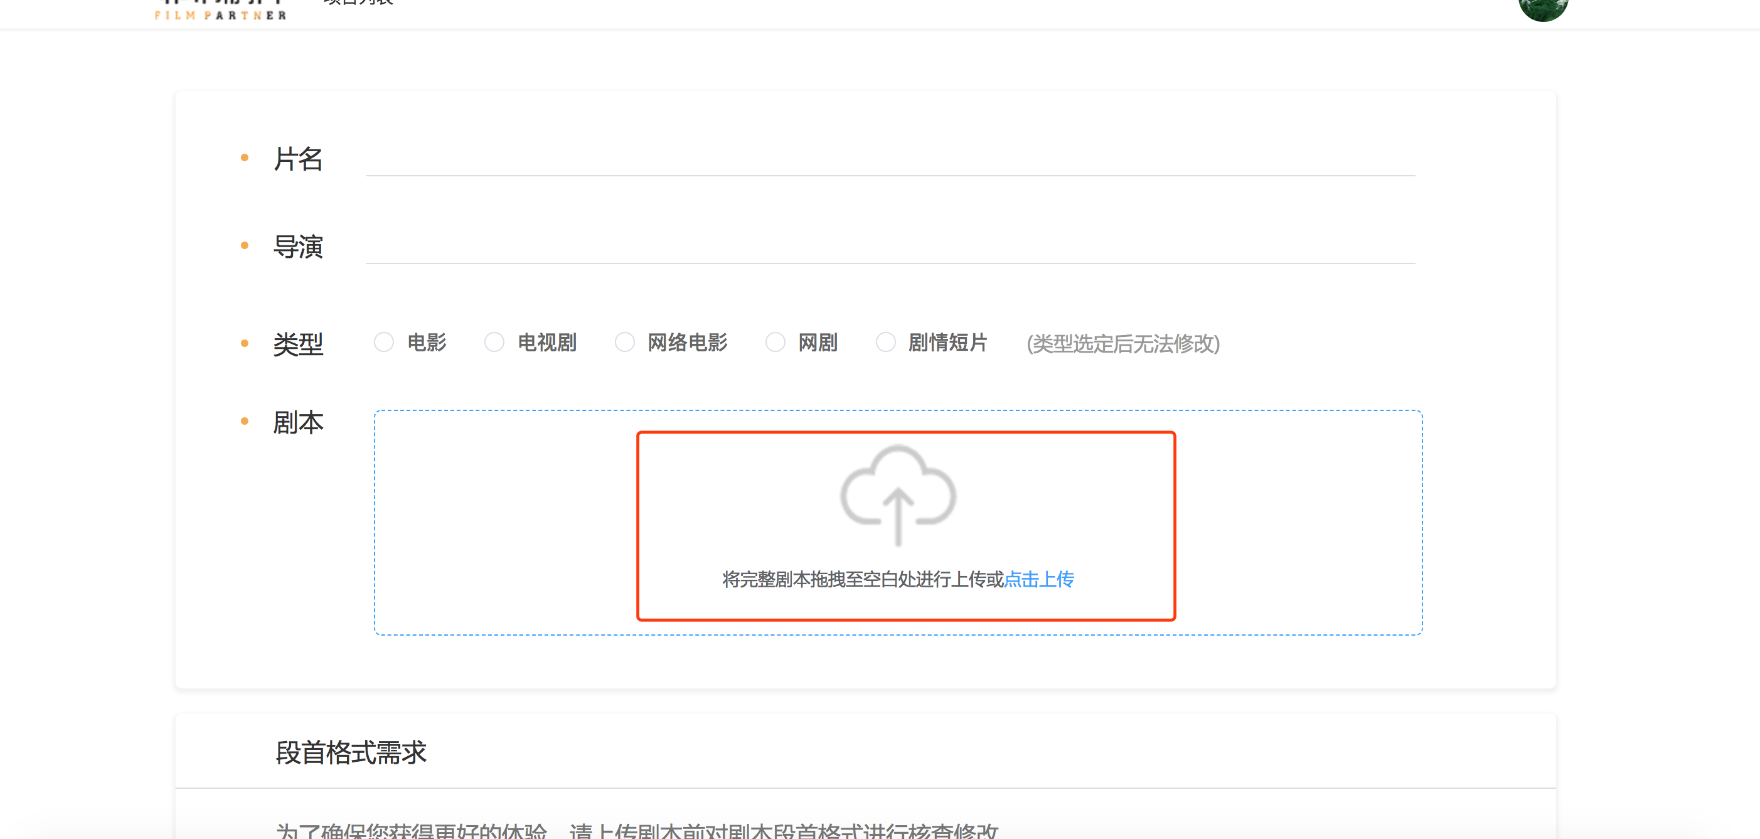 FILM PARTNER
项目列表
片名
导演
类型 电影 电视剧 网络电影 网剧 剧情短片 (类型选定后无法修改)
剧本
将完整剧本拖拽至空白处进行上传或点击上传
段首格式需求
为了确保您获得更好的体验，请上传剧本前对剧本段首格式进行核查修改